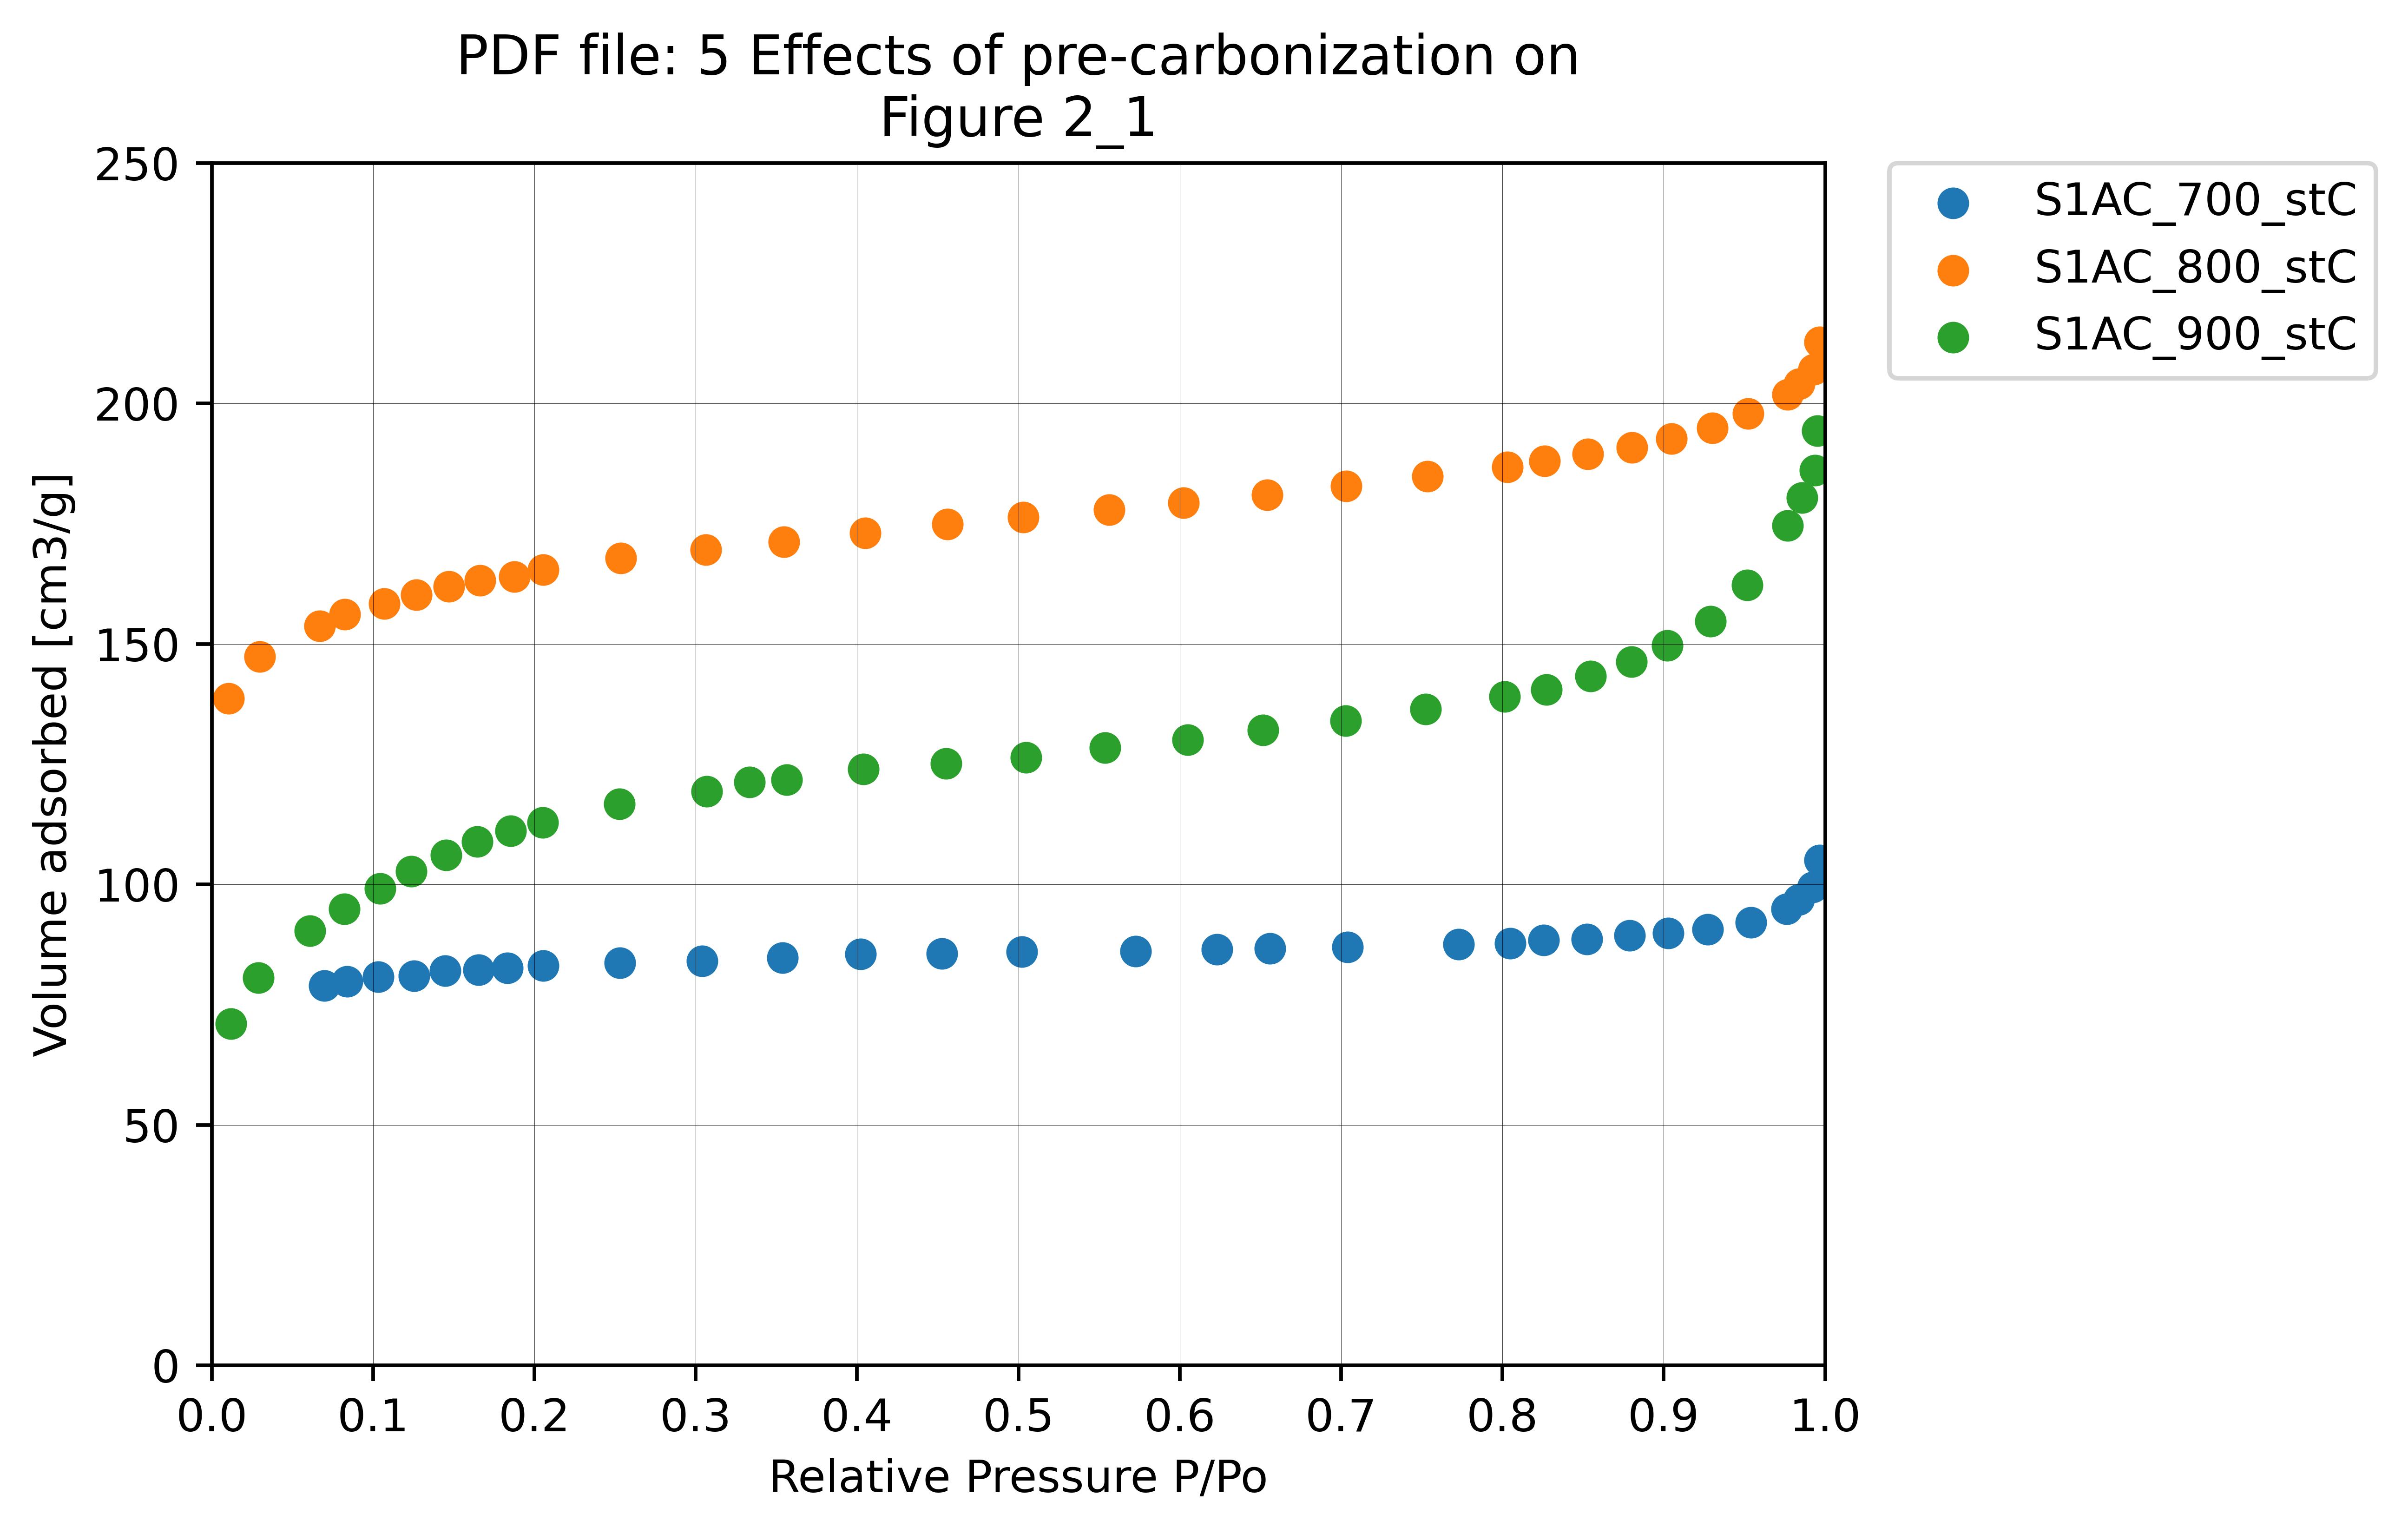 PDF file: 5 Effects of pre-carbonization on
Figure 2_1
250
200
150
100
50
0
Volume adsorbed [cm3/g]
0.0 0.1 0.2 0.3 0.4 0.5 0.6 0.7 0.8 0.9 1.0
Relative Pressure P/Po
S1AC_700_stC
S1AC_800_stC
S1AC_900_stC